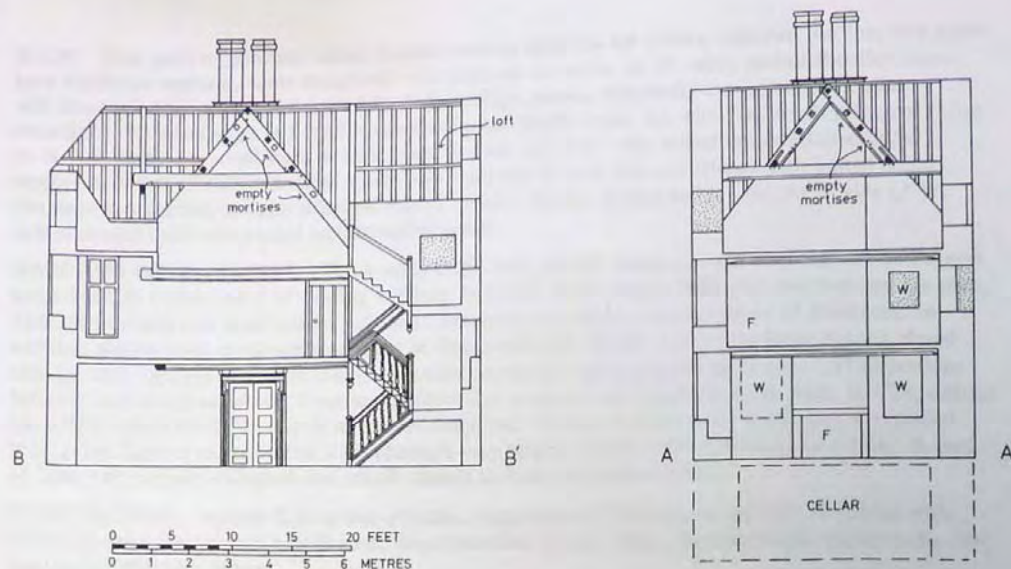 loft
empty
mortises
B
B'
0 5 10 15 20 FEET
0 1 2 3 4 5 6 METRES
empty
mortises
W
F
W
W
F
A
A'
CELLAR